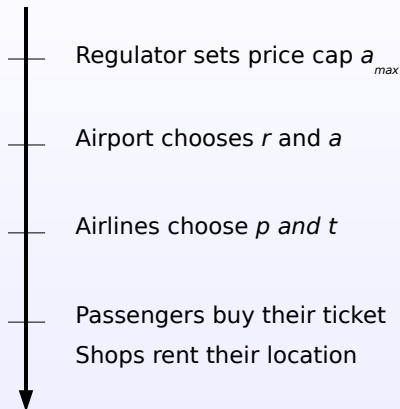 Regulator sets price cap a_max
Airport chooses r and a
Airlines choose p and t
Passengers buy their ticket
Shops rent their location